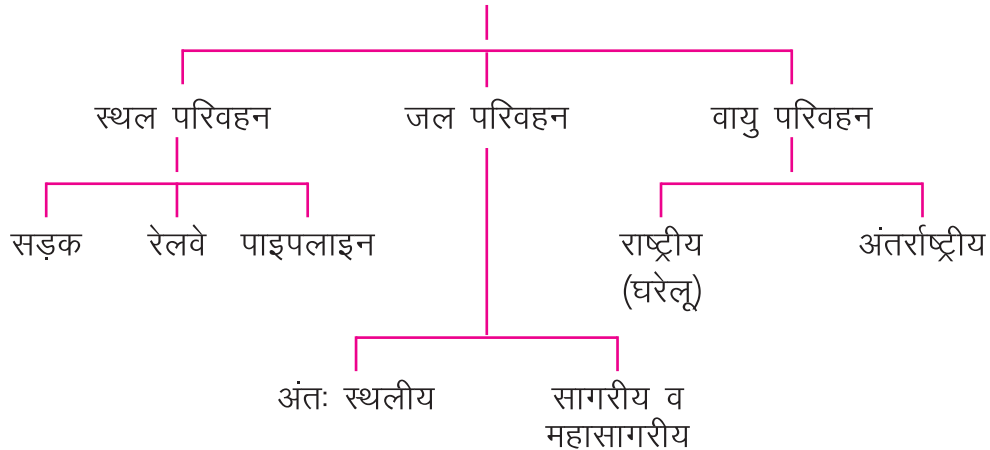 स्थल परिवहन जल परिवहन वायु परिवहन
सड़क रेलवे पाइपलाइन राष्ट्रीय अंतर्राष्ट्रीय
(घरेलू)
अंतः स्थलीय सागरीय व
महासागरीय